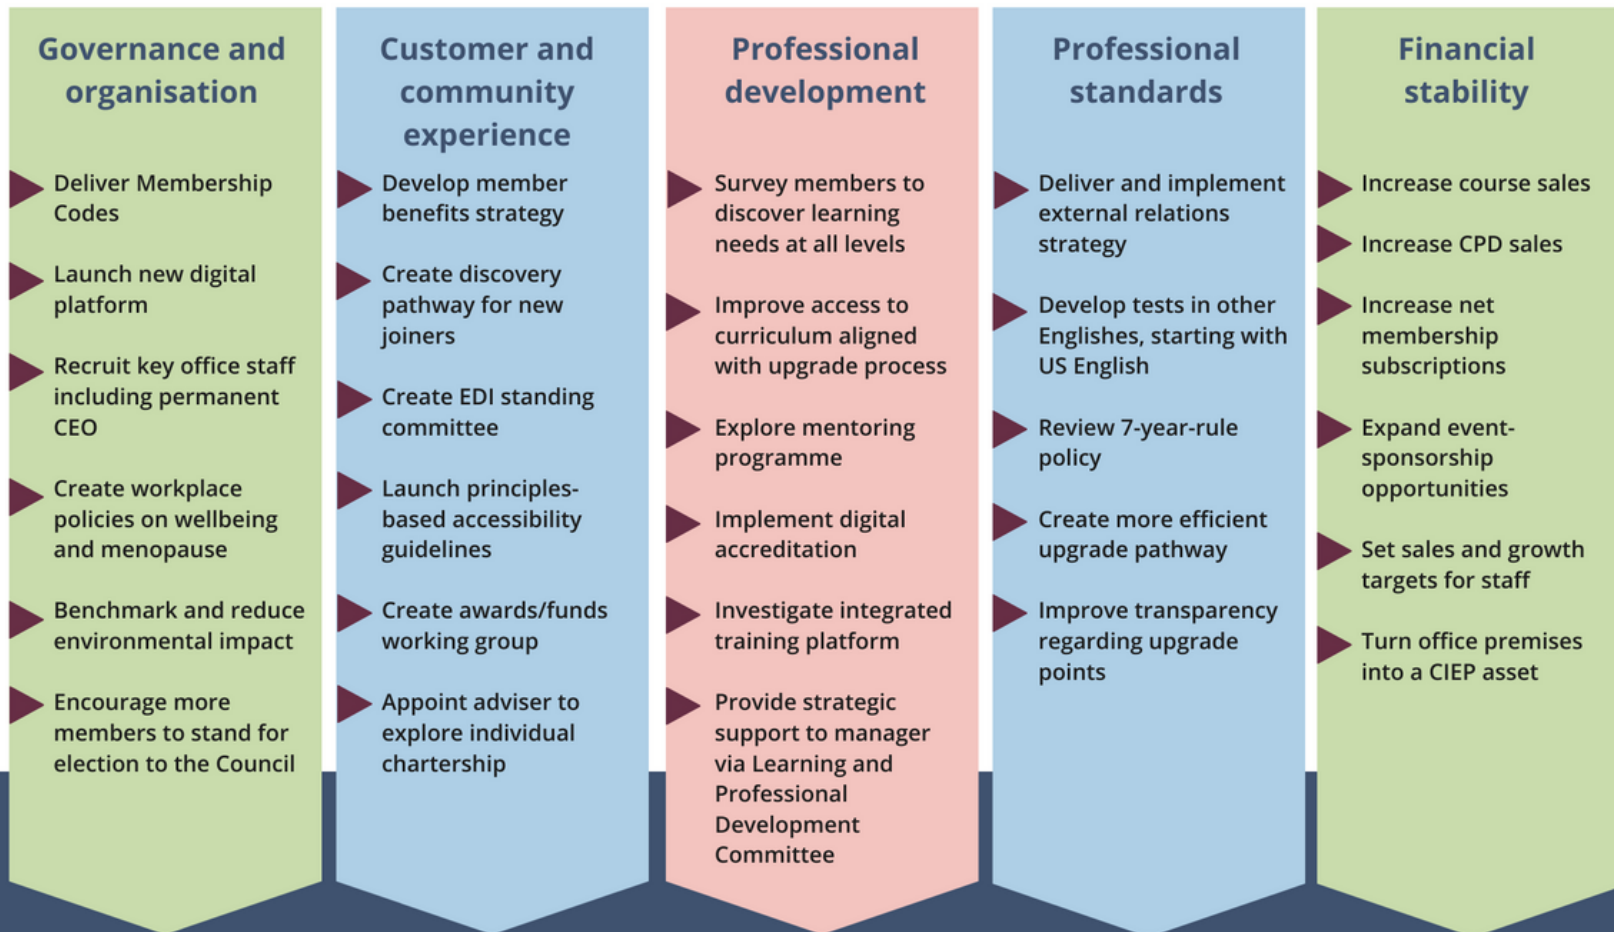 Governance and
organisation
Deliver Membership
Codes
Launch new digital
platform
Recruit key office staff
including permanent
CEO
Create workplace
policies on wellbeing
and menopause
Benchmark and reduce
environmental impact
Encourage more
members to stand for
election to the Council
Customer and
community
experience
Develop member
benefits strategy
Create discovery
pathway for new
joiners
Create EDI standing
committee
Launch principles-
based accessibility
guidelines
Create awards/funds
working group
Appoint adviser to
explore individual
chartership
Professional
development
Survey members to
discover learning
needs at all levels
Improve access to
curriculum aligned
with upgrade process
Explore mentoring
programme
Implement digital
accreditation
Investigate integrated
training platform
Provide strategic
support to manager
via Learning and
Professional
Development
Committee
Professional
standards
Deliver and implement
external relations
strategy
Develop tests in other
Englishes, starting with
US English
Review 7-year-rule
policy
Create more efficient
upgrade pathway
Improve transparency
regarding upgrade
points
Financial
stability
Increase course sales
Increase CPD sales
Increase net
membership
subscriptions
Expand event-
sponsorship
opportunities
Set sales and growth
targets for staff
Turn office premises
into a CIEP asset